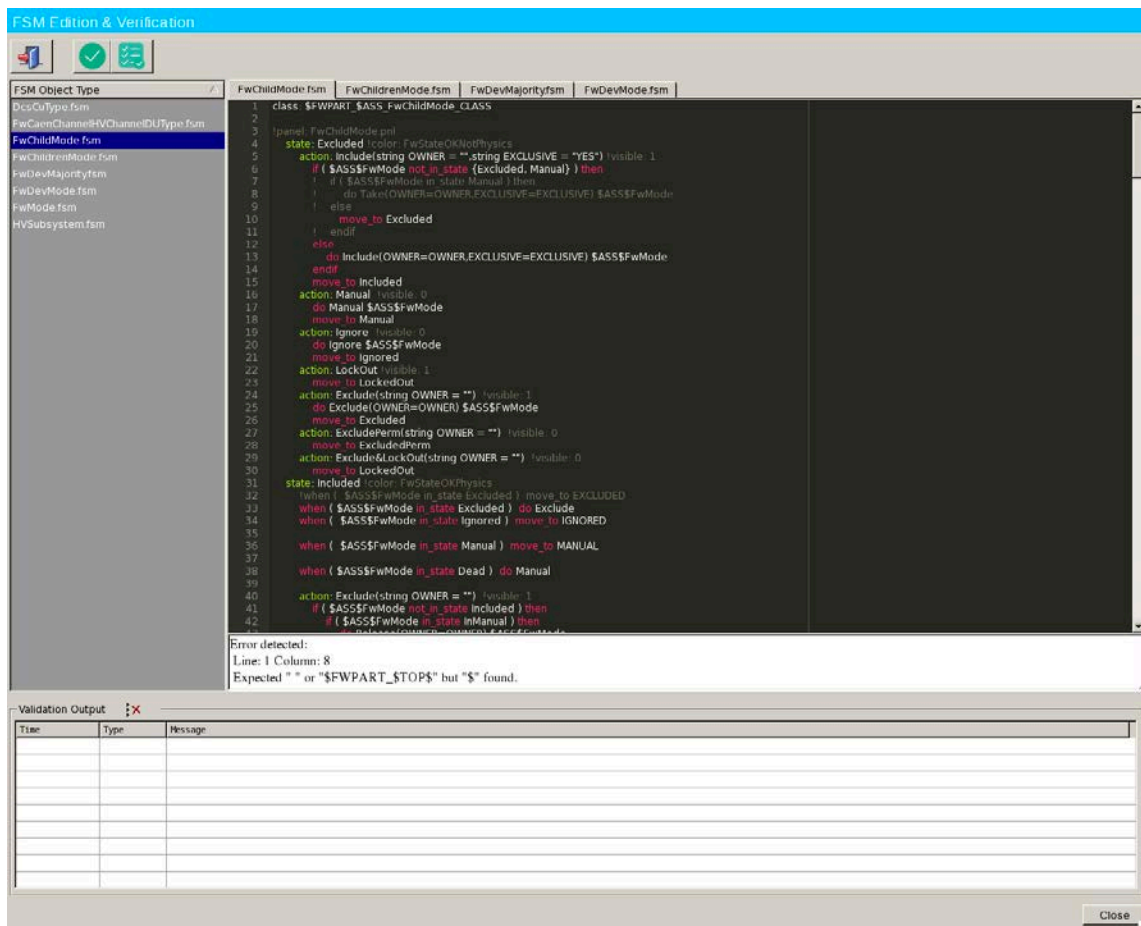 FSM Edition & Verification
FSM Object Type
DcsCuType.fsm
FwCaenChannelHVChannelDUType.fsm
FwChildMode.fsm
FwChildrenMode.fsm
FwDevMajorityfsm
FwDevMode.fsm
FwMode.fsm
HVSubsystem.fsm
FwChildMode.fsm FwChildrenMode.fsm FwDevMajorityfsm FwDevMode.fsm
1 class: $FWPART_$ASS_FwChildMode_CLASS
2
3 !panel: FwChildMode.pnl
4 state: Excluded !color: FwStateOKNotPhysics
5 action: Include(string OWNER = "",string EXCLUSIVE = "YES") !visible: 1
6 if ( $ASS$FwMode not_in_state {Excluded, Manual} ) then
7 ! if ( $ASS$FwMode in_state Manual ) then
8 ! do Take(OWNER=OWNER,EXCLUSIVE=EXCLUSIVE) $ASS$FwMode
9 ! else
10 move_to Excluded
11 ! endif
12 else
13 do Include(OWNER=OWNER,EXCLUSIVE=EXCLUSIVE) $ASS$FwMode
14 endif
15 move_to Included
16 action: Manual !visible: 0
17 do Manual $ASS$FwMode
18 move_to Manual
19 action: Ignore !visible: 0
20 do Ignore $ASS$FwMode
21 move_to Ignored
22 action: LockOut !visible: 1
23 move_to LockedOut
24 action: Exclude(string OWNER = "") !visible: 1
25 do Exclude(OWNER=OWNER) $ASS$FwMode
26 move_to Excluded
27 action: ExcludePerm(string OWNER = "") !visible: 0
28 move_to ExcludedPerm
29 action: Exclude&LockOut(string OWNER = "") !visible: 0
30 move_to LockedOut
31 state: Included !color: FwStateOKPhysics
32 !when ( $ASS$FwMode in_state Excluded ) move_to EXCLUDED
33 when ( $ASS$FwMode in_state Excluded ) do Exclude
34 when ( $ASS$FwMode in_state Ignored ) move_to IGNORED
35
36 when ( $ASS$FwMode in_state Manual ) move_to MANUAL
37
38 when ( $ASS$FwMode in_state Dead ) do Manual
39
40 action: Exclude(string OWNER = "") !visible: 1
41 if ( $ASS$FwMode not_in_state Included ) then
42 if ( $ASS$FwMode in_state InManual ) then
Error detected:
Line: 1 Column: 8
Expected " " or "$FWPART_$TOP$" but "$" found.
Validation Output
Time Type Message
Close